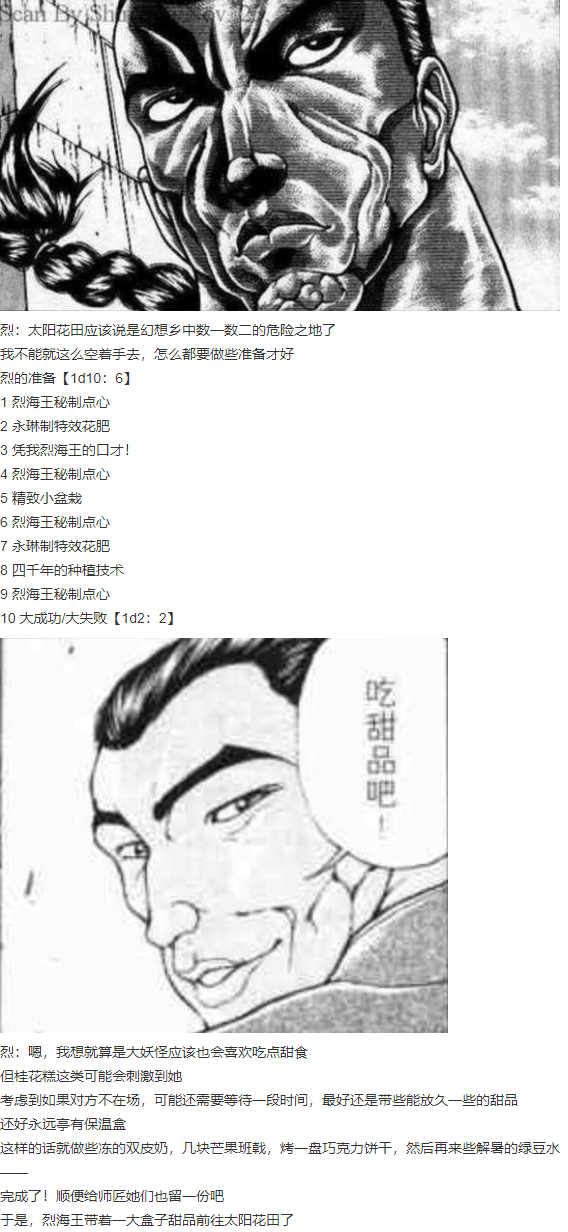 Scan By Sh
烈：太阳花田应该说是幻想乡中数一数二的危险之地了
我不能就这么空着手去，怎么都要做些准备才好
烈的准备【1d10：6】
1 烈海王秘制点心
2 永琳制特效花肥
3 凭我烈海王的口才！
4 烈海王秘制点心
5 精致小盆栽
6 烈海王秘制点心
7 永琳制特效花肥
8 四千年的种植技术
9 烈海王秘制点心
10 大成功/大失败【1d2：2】
吃甜品吧！
烈：嗯，我想就算是大妖怪应该也会喜欢吃点甜食
但桂花糕这类可能会刺激到她
考虑到如果对方不在场，可能还需要等待一段时间，最好还是带些能放久一些的甜品
还好永远亭有保温盒
这样的话就做些冻的双皮奶，几块芒果班戟，烤一盘巧克力饼干，然后再来些解暑的绿豆水
——
完成了！顺便给师匠她们也留一份吧
于是，烈海王带着一大盒子甜品前往太阳花田了